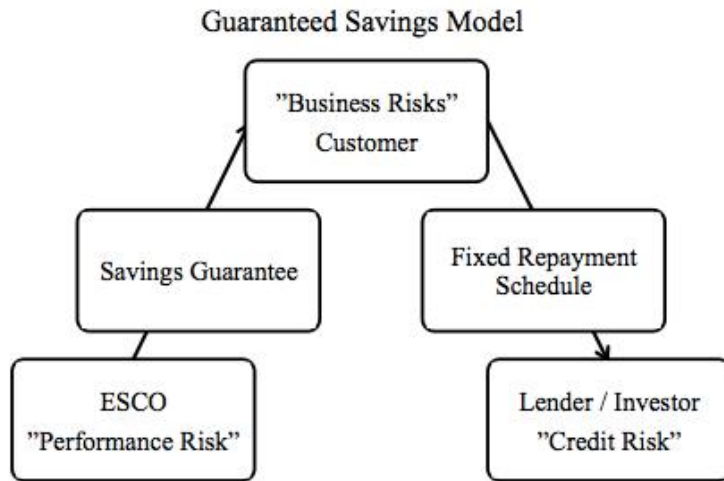 Guaranteed Savings Model
”Business Risks”
Customer
Savings Guarantee
Fixed Repayment
Schedule
ESCO
”Performance Risk”
Lender / Investor
”Credit Risk”